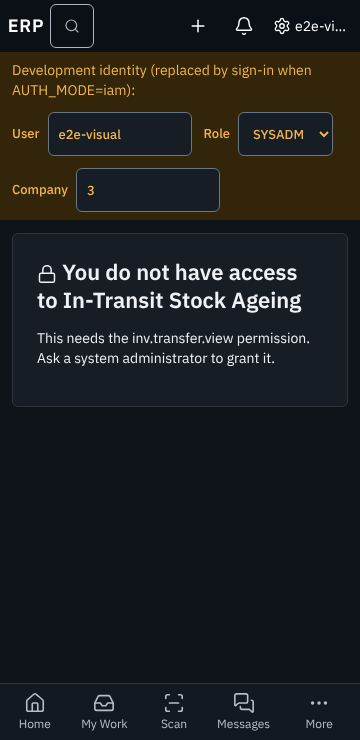 ERP
e2e-vi...
Development identity (replaced by sign-in when
AUTH_MODE=iam):
User e2e-visual Role SYSADM
Company 3
You do not have access
to In-Transit Stock Ageing
This needs the inv.transfer.view permission.
Ask a system administrator to grant it.
Home My Work Scan Messages More